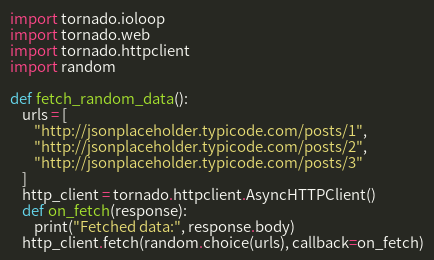 import tornado.ioloop
import tornado.web
import tornado.httpclient
import random

def fetch_random_data():
    urls = [
        "http://jsonplaceholder.typicode.com/posts/1",
        "http://jsonplaceholder.typicode.com/posts/2",
        "http://jsonplaceholder.typicode.com/posts/3"
    ]
    http_client = tornado.httpclient.AsyncHTTPClient()
    def on_fetch(response):
        print("Fetched data:", response.body)
    http_client.fetch(random.choice(urls), callback=on_fetch)